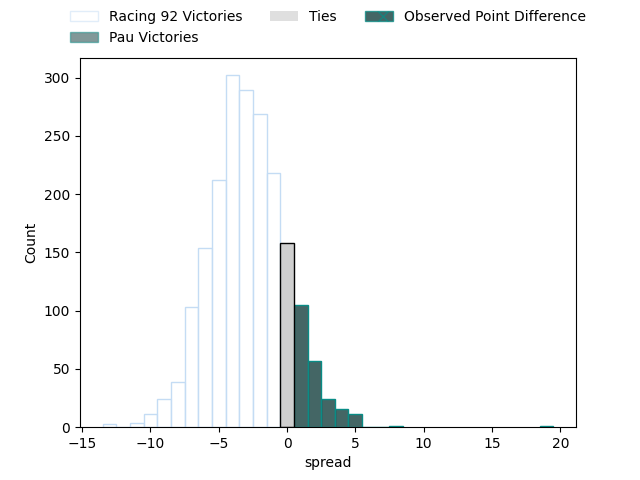 Racing 92 Victories
Ties
Observed Point Difference
Pau Victories
300
250
200
150
100
50
0
Count
−15
−10
−5
0
5
10
15
20
spread